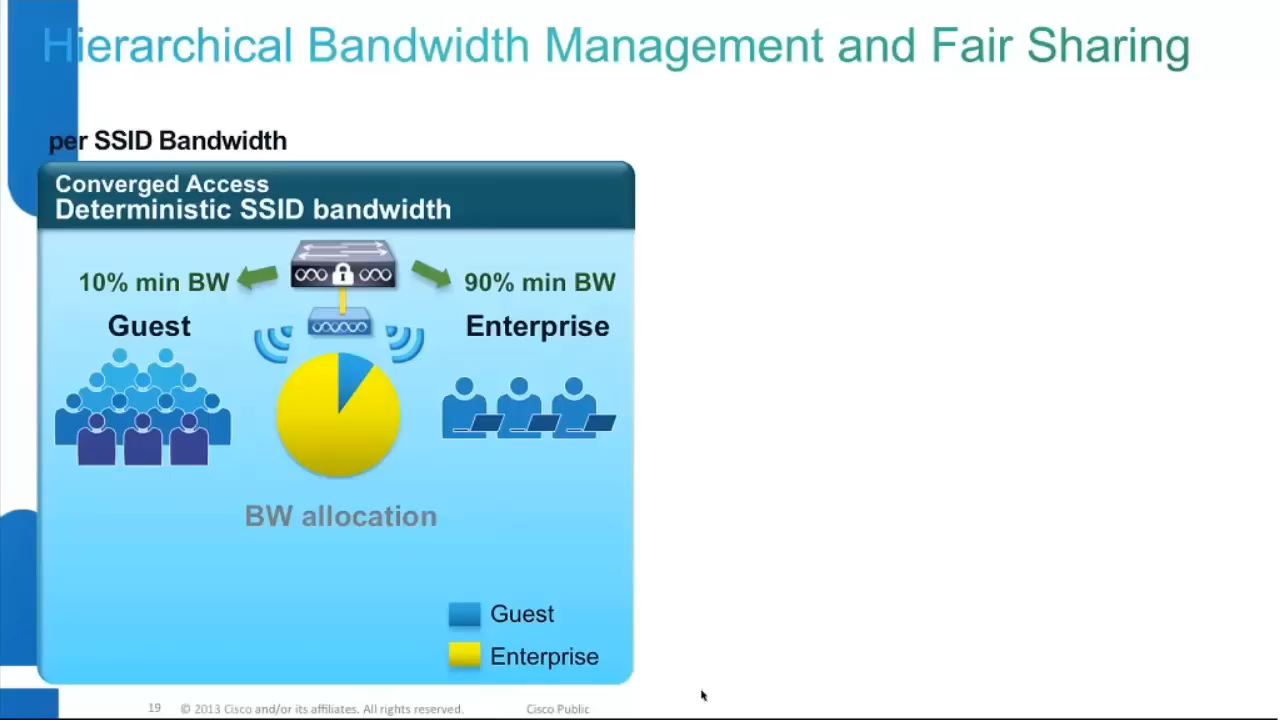 Hierarchical Bandwidth Management and Fair Sharing
per SSID Bandwidth
Converged Access
Deterministic SSID bandwidth
10% min BW
90% min BW
Guest
Enterprise
BW allocation
Guest
Enterprise
19 © 2013 Cisco and/or its affiliates. All rights reserved. Cisco Public